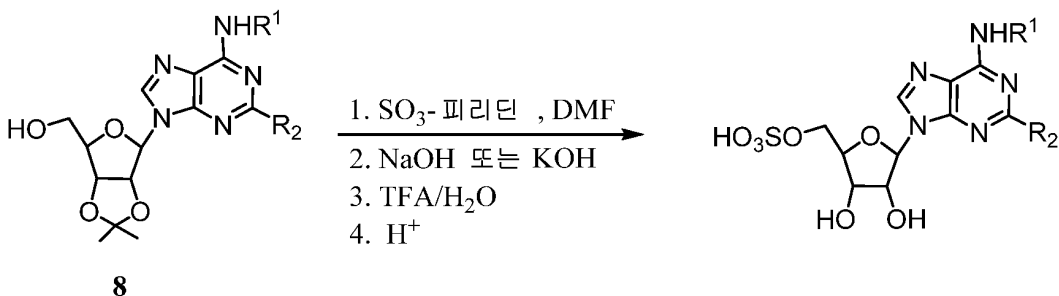 NHR¹
N
N
N
N
R₂
HO
O
O
O
8
1. SO₃-피리딘 , DMF
2. NaOH 또는 KOH
3. TFA/H₂O
4. H⁺
NHR¹
N
N
N
N
R₂
HO₃SO
O
HO
OH